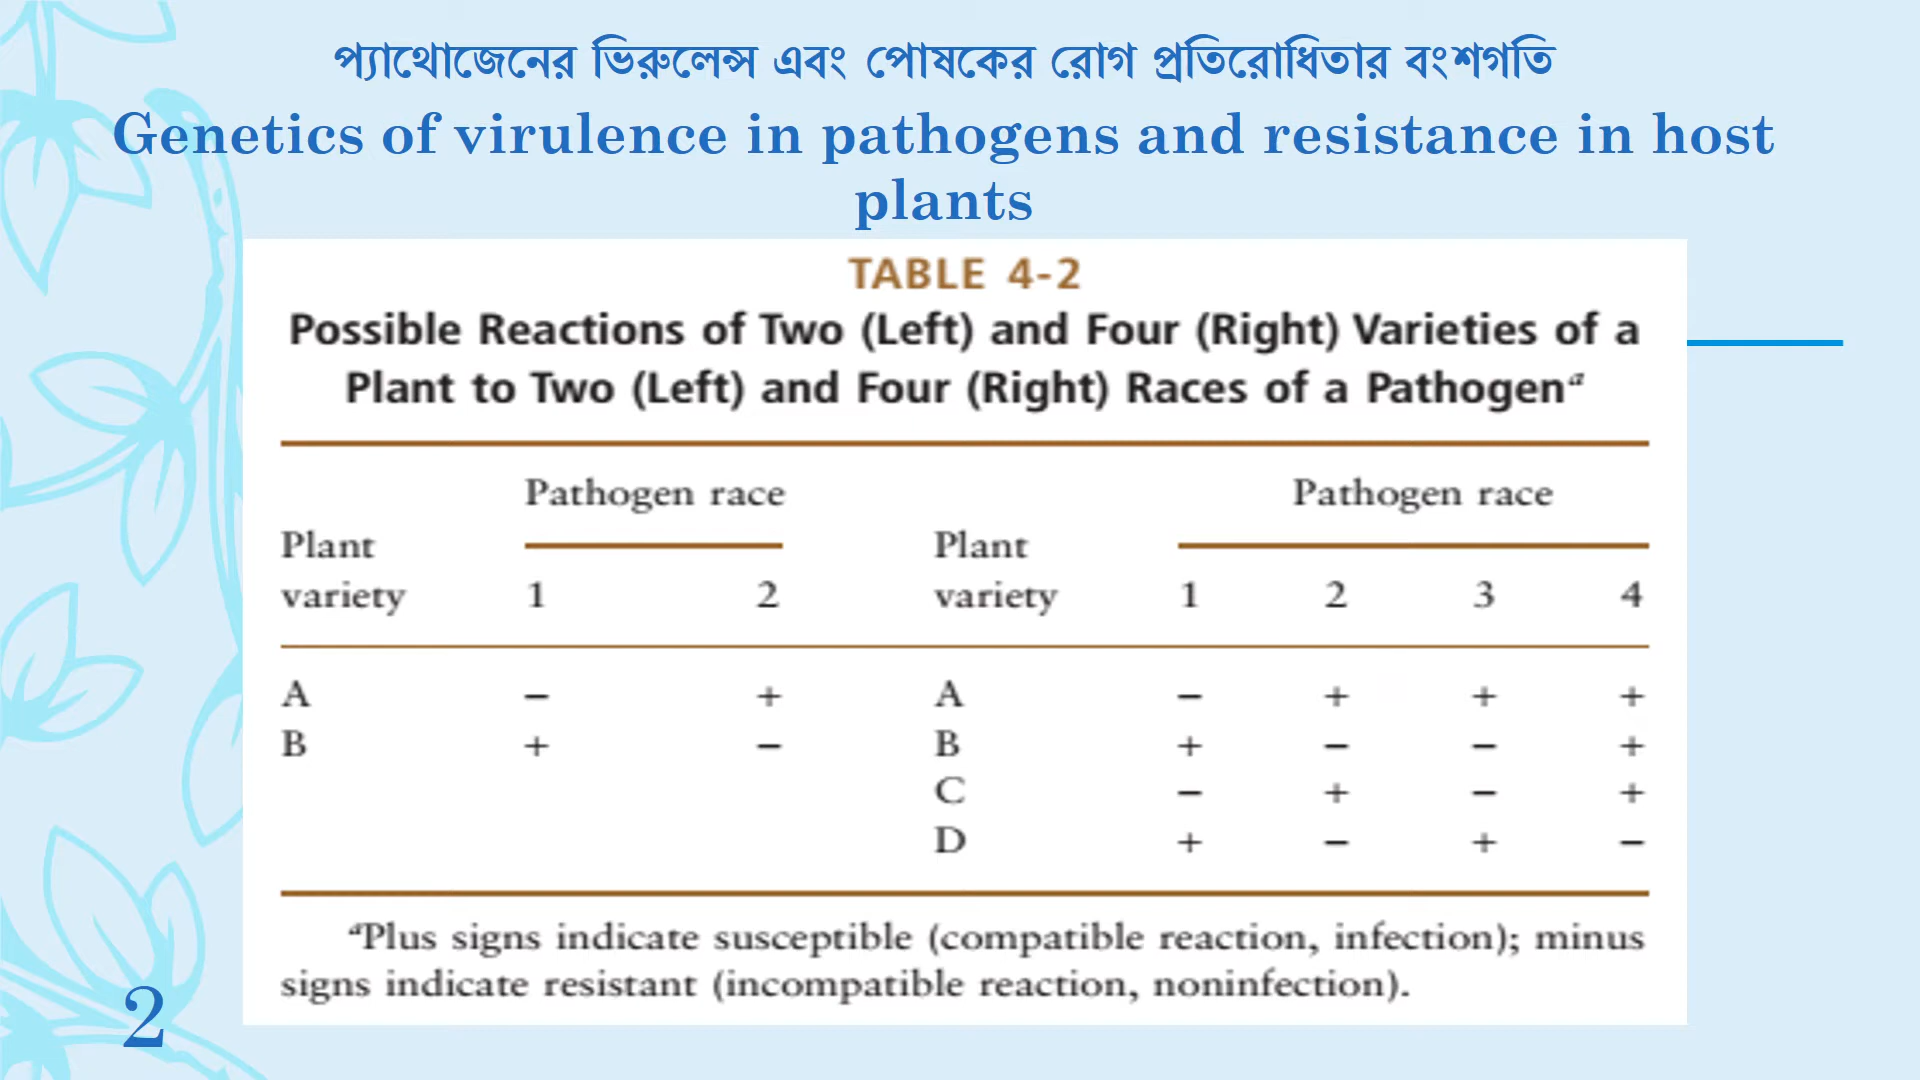 প্যাথোজেনের ভিরুলেন্স এবং পোষকের রোগ প্রতিরোধিতার বংশগতি
Genetics of virulence in pathogens and resistance in host
plants
TABLE 4-2
Possible Reactions of Two (Left) and Four (Right) Varieties of a
Plant to Two (Left) and Four (Right) Races of a Pathogenᵃ
Pathogen race Pathogen race
Plant Plant
variety 1 2 variety 1 2 3 4
A – + A – + + +
B + – B + – – +
C – + – +
D + – + –
ᵃPlus signs indicate susceptible (compatible reaction, infection); minus
signs indicate resistant (incompatible reaction, noninfection).
2